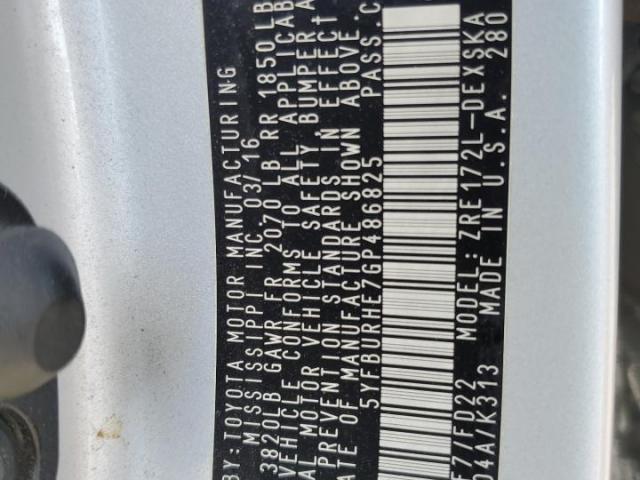 BY: TOYOTA MOTOR MANUFACTURING
MISSISSIPPI INC. 03/16
3820LB GAWR FR 2070 LB RR 1850LB
VEHICLE CONFORMS TO ALL APPLICAB
AL MOTOR VEHICLE SAFETY, BUMPER A
PREVENTION STANDARDS IN EFFECT
ATE OF MANUFACTURE SHOWN ABOVE.
5YFBURHE7GP486825 PASS.C
F7/FD22 MODEL: ZRE172L-DEXSKA
04A/K313 MADE IN U.S.A. 280